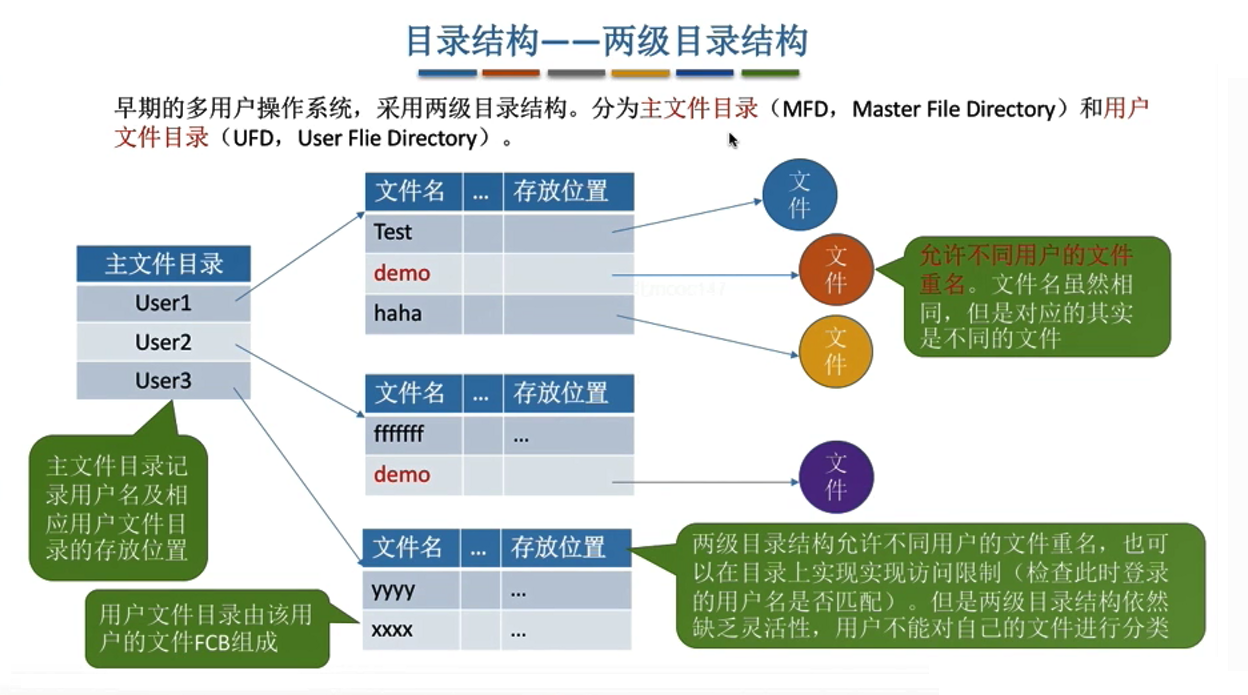 目录结构——两级目录结构
早期的多用户操作系统，采用两级目录结构。分为主文件目录（MFD，Master File Directory）和用户
文件目录（UFD，User Flie Directory）。
主文件目录
User1
User2
User3
文件名 ... 存放位置
Test
demo
haha
文
件
文
件
文
件
允许不同用户的文件
重名。文件名虽然相
同，但是对应的其实
是不同的文件
文件名 ... 存放位置
fffffff ...
demo
文
件
主文件目录记
录用户名及相
应用户文件目
录的存放位置
文件名 ... 存放位置
yyyy ...
xxxx ...
两级目录结构允许不同用户的文件重名，也可
以在目录上实现实现访问限制（检查此时登录
的用户名是否匹配）。但是两级目录结构依然
缺乏灵活性，用户不能对自己的文件进行分类
用户文件目录由该用
户的文件FCB组成